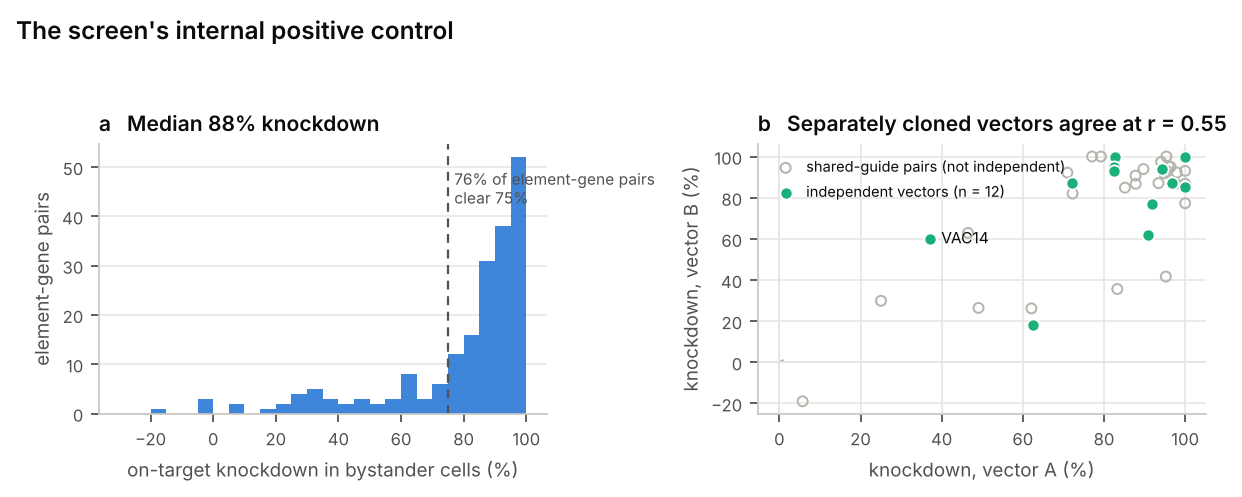 The screen's internal positive control
a Median 88% knockdown
element-gene pairs
50
40
30
20
10
0
76% of element-gene pairs
clear 75%
−20 0 20 40 60 80 100
on-target knockdown in bystander cells (%)
b Separately cloned vectors agree at r = 0.55
knockdown, vector B (%)
100
80
60
40
20
0
−20
shared-guide pairs (not independent)
independent vectors (n = 12)
VAC14
0 20 40 60 80 100
knockdown, vector A (%)